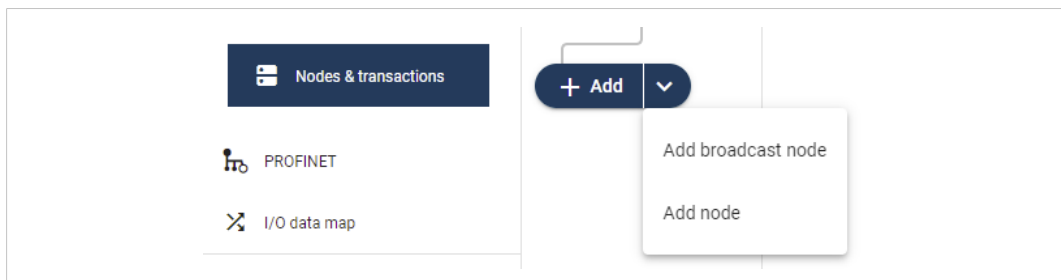 Nodes & transactions
PROFINET
I/O data map
+ Add
Add broadcast node
Add node